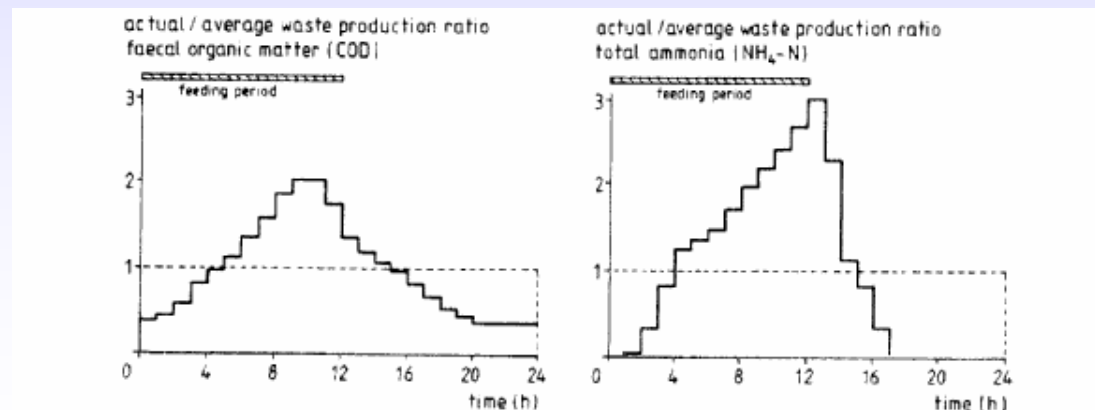 actual / average waste production ratio
faecal organic matter (COD)
feeding period
3
2
1
0
4
8
12
16
20
24
time (h)
actual /average waste production ratio
total ammonia (NH₄-N)
feeding period
3
2
1
0
4
8
12
16
20
24
time (h)